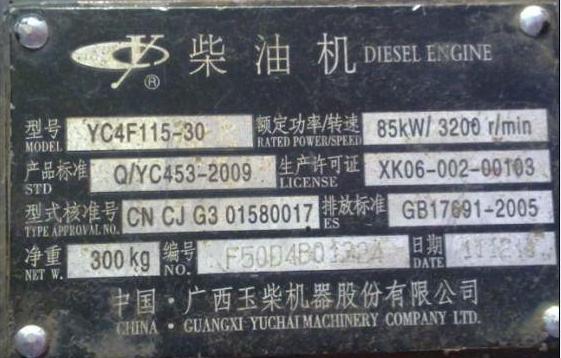 柴油机 DIESEL ENGINE
型号 YC4F115-30 额定功率/转速 85kW/ 3200 r/min
MODEL RATED POWER/SPEED
产品标准 Q/YC453-2009 生产许可证 XK06-002-00103
STD LICENSE
型式核准号 CN CJ G3 01580017 排放标准 GB17691-2005
TYPE APPROVAL NO. ES
净重 300 kg 编号 日期
NET W. NO. DATE
中国·广西玉柴机器股份有限公司
CHINA · GUANGXI YUCHAI MACHINERY COMPANY LTD.